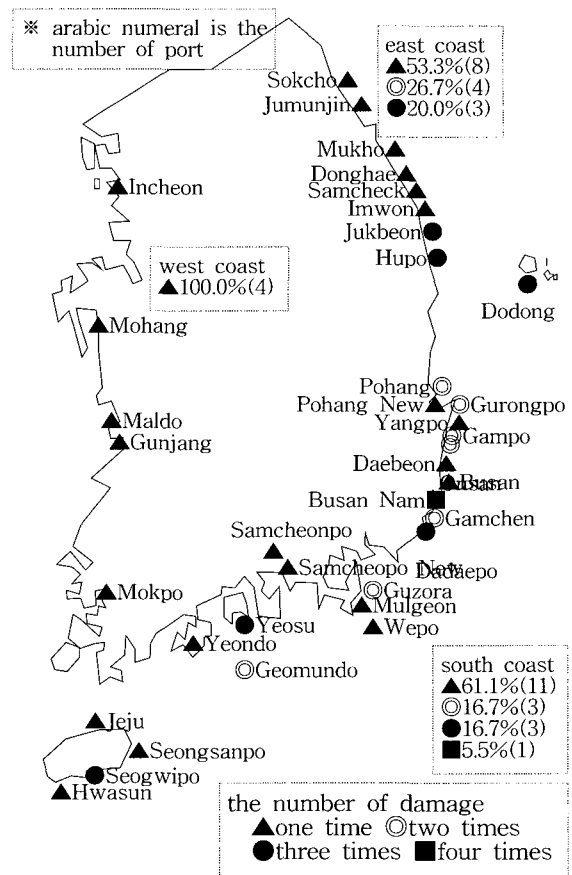 ※ arabic numeral is the
number of port
east coast
▲53.3%(8)
◎26.7%(4)
●20.0%(3)
Sokcho
Jumunjin
Mukho
Donghae
Samcheck
Imwon
Jukbeon
Hupo
Dodong
Incheon
west coast
▲100.0%(4)
Mohang
Maldo
Gunjang
Pohang
Pohang New
Gurongpo
Yangpo
Gampo
Daebeon
Busan
Busan Nam
Gamchen
Dadaepo
Samcheonpo
Samcheopo New
Guzora
Mulgeon
Wepo
Mokpo
Yeosu
Yeondo
Geomundo
south coast
▲61.1%(11)
◎16.7%(3)
●16.7%(3)
■5.5%(1)
Jeju
Seongsanpo
Seogwipo
Hwasun
the number of damage
▲one time ◎two times
●three times ■four times